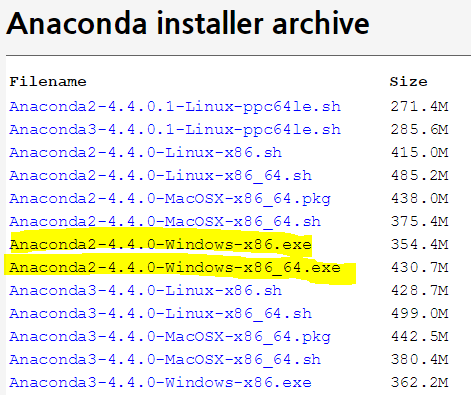 Anaconda installer archive
Filename Size
Anaconda2-4.4.0.1-Linux-ppc64le.sh 271.4M
Anaconda3-4.4.0.1-Linux-ppc64le.sh 285.6M
Anaconda2-4.4.0-Linux-x86.sh 415.0M
Anaconda2-4.4.0-Linux-x86_64.sh 485.2M
Anaconda2-4.4.0-MacOSX-x86_64.pkg 438.0M
Anaconda2-4.4.0-MacOSX-x86_64.sh 375.4M
Anaconda2-4.4.0-Windows-x86.exe 354.4M
Anaconda2-4.4.0-Windows-x86_64.exe 430.7M
Anaconda3-4.4.0-Linux-x86.sh 428.7M
Anaconda3-4.4.0-Linux-x86_64.sh 499.0M
Anaconda3-4.4.0-MacOSX-x86_64.pkg 442.5M
Anaconda3-4.4.0-MacOSX-x86_64.sh 380.4M
Anaconda3-4.4.0-Windows-x86.exe 362.2M